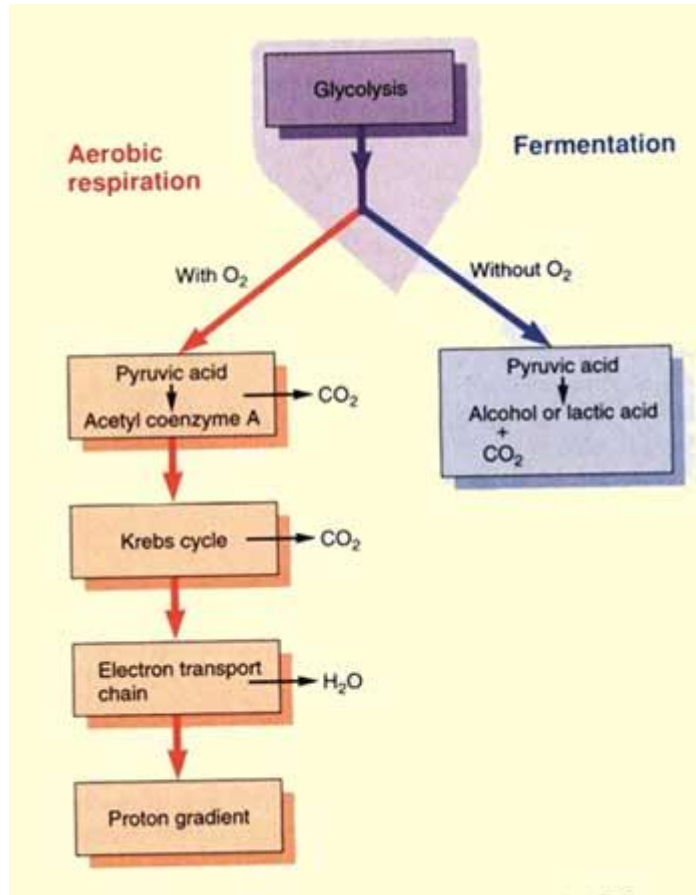 Glycolysis
Aerobic
respiration
Fermentation
With O₂
Without O₂
Pyruvic acid
Acetyl coenzyme A
CO₂
Pyruvic acid
Alcohol or lactic acid
+
CO₂
Krebs cycle
CO₂
Electron transport
chain
H₂O
Proton gradient